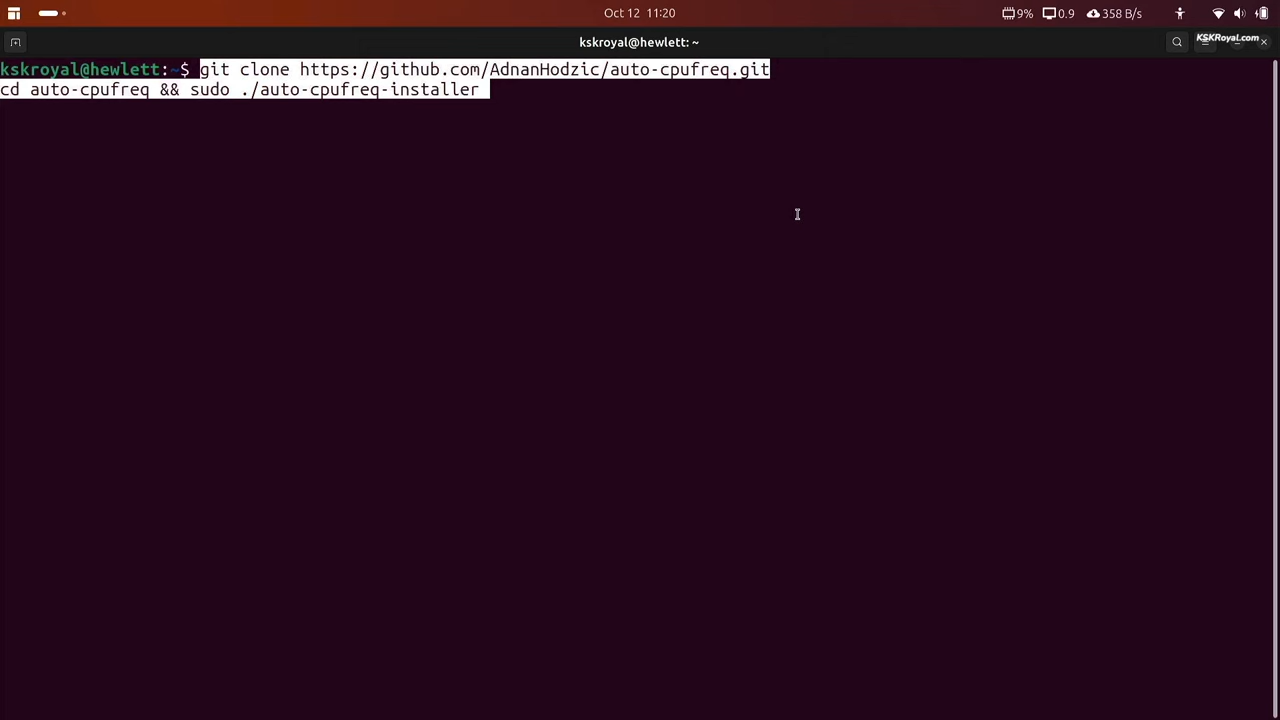 Oct 12 11:20
9% 0.9 358 B/s
kskroyal@hewlett: ~
KSKRoyal.com
kskroyal@hewlett:~$ git clone https://github.com/AdnanHodzic/auto-cpufreq.git
cd auto-cpufreq && sudo ./auto-cpufreq-installer